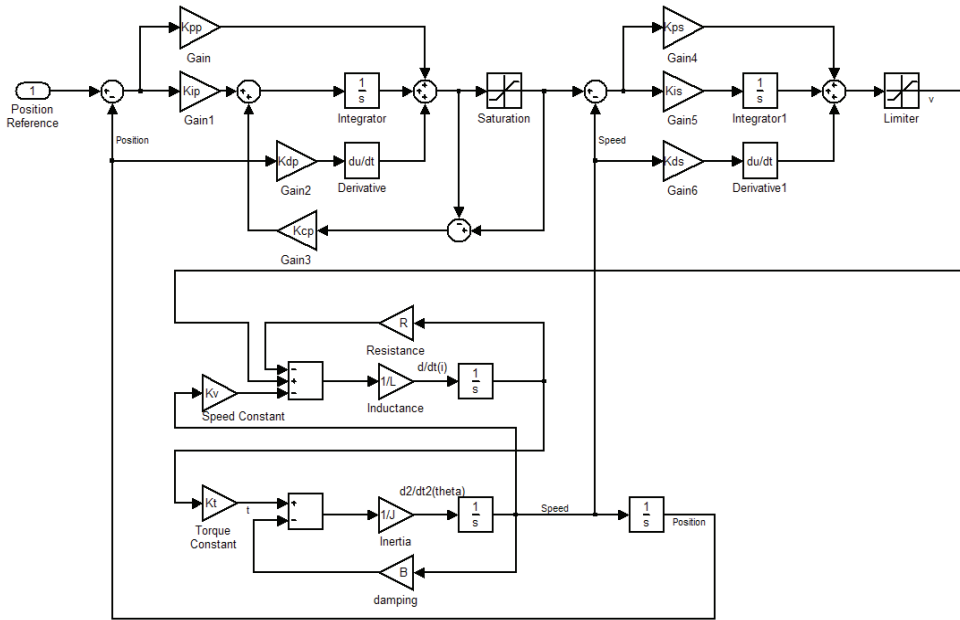 Kpp
Gain
Kps
Gain4
1
Position
Reference
+
-
Kip
Gain1
+
+
1
s
Integrator
+
+
+
Saturation
+
-
Kis
Gain5
1
s
Integrator1
+
+
+
Limiter
v
Position
Kdp
Gain2
du/dt
Derivative
Speed
Kds
Gain6
du/dt
Derivative1
Kcp
Gain3
-
+
R
Resistance
-
+
-
Kv
Speed Constant
1/L
Inductance
d/dt(i)
1
s
Kt
Torque
Constant
t
+
-
1/J
Inertia
d2/dt2(theta)
1
s
Speed
1
s
Position
B
damping